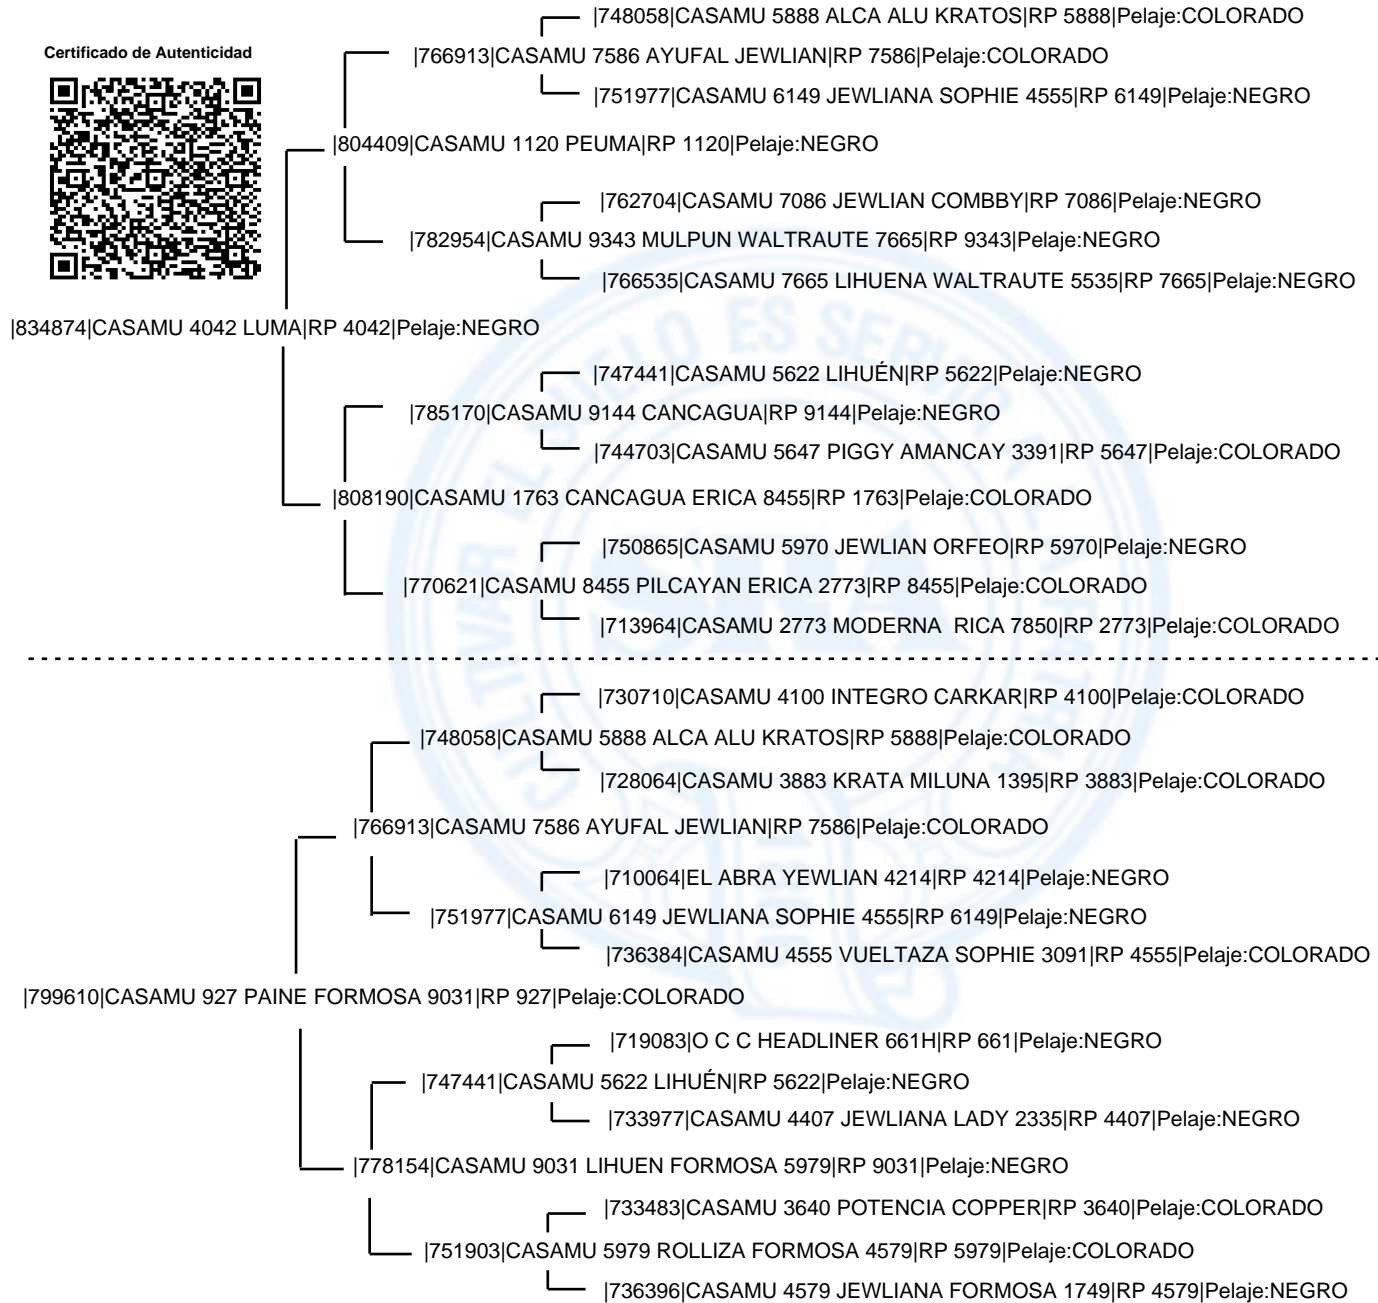 |748058|CASAMU 5888 ALCA ALU KRATOS|RP 5888|Pelaje:COLORADO
Certificado de Autenticidad
|766913|CASAMU 7586 AYUFAL JEWLIAN|RP 7586|Pelaje:COLORADO
|751977|CASAMU 6149 JEWLIANA SOPHIE 4555|RP 6149|Pelaje:NEGRO
|804409|CASAMU 1120 PEUMA|RP 1120|Pelaje:NEGRO
|762704|CASAMU 7086 JEWLIAN COMBBY|RP 7086|Pelaje:NEGRO
|782954|CASAMU 9343 MULPUN WALTRAUTE 7665|RP 9343|Pelaje:NEGRO
|766535|CASAMU 7665 LIHUENA WALTRAUTE 5535|RP 7665|Pelaje:NEGRO
|834874|CASAMU 4042 LUMA|RP 4042|Pelaje:NEGRO
|747441|CASAMU 5622 LIHUÉN|RP 5622|Pelaje:NEGRO
|785170|CASAMU 9144 CANCAGUA|RP 9144|Pelaje:NEGRO
|744703|CASAMU 5647 PIGGY AMANCAY 3391|RP 5647|Pelaje:COLORADO
|808190|CASAMU 1763 CANCAGUA ERICA 8455|RP 1763|Pelaje:COLORADO
|750865|CASAMU 5970 JEWLIAN ORFEO|RP 5970|Pelaje:NEGRO
|770621|CASAMU 8455 PILCAYAN ERICA 2773|RP 8455|Pelaje:COLORADO
|713964|CASAMU 2773 MODERNA  RICA 7850|RP 2773|Pelaje:COLORADO
|730710|CASAMU 4100 INTEGRO CARKAR|RP 4100|Pelaje:COLORADO
|748058|CASAMU 5888 ALCA ALU KRATOS|RP 5888|Pelaje:COLORADO
|728064|CASAMU 3883 KRATA MILUNA 1395|RP 3883|Pelaje:COLORADO
|766913|CASAMU 7586 AYUFAL JEWLIAN|RP 7586|Pelaje:COLORADO
|710064|EL ABRA YEWLIAN 4214|RP 4214|Pelaje:NEGRO
|751977|CASAMU 6149 JEWLIANA SOPHIE 4555|RP 6149|Pelaje:NEGRO
|736384|CASAMU 4555 VUELTAZA SOPHIE 3091|RP 4555|Pelaje:COLORADO
|799610|CASAMU 927 PAINE FORMOSA 9031|RP 927|Pelaje:COLORADO
|719083|O C C HEADLINER 661H|RP 661|Pelaje:NEGRO
|747441|CASAMU 5622 LIHUÉN|RP 5622|Pelaje:NEGRO
|733977|CASAMU 4407 JEWLIANA LADY 2335|RP 4407|Pelaje:NEGRO
|778154|CASAMU 9031 LIHUEN FORMOSA 5979|RP 9031|Pelaje:NEGRO
|733483|CASAMU 3640 POTENCIA COPPER|RP 3640|Pelaje:COLORADO
|751903|CASAMU 5979 ROLLIZA FORMOSA 4579|RP 5979|Pelaje:COLORADO
|736396|CASAMU 4579 JEWLIANA FORMOSA 1749|RP 4579|Pelaje:NEGRO
CULTIVAR EL SUELO ES SERVIR A LA PATRIA